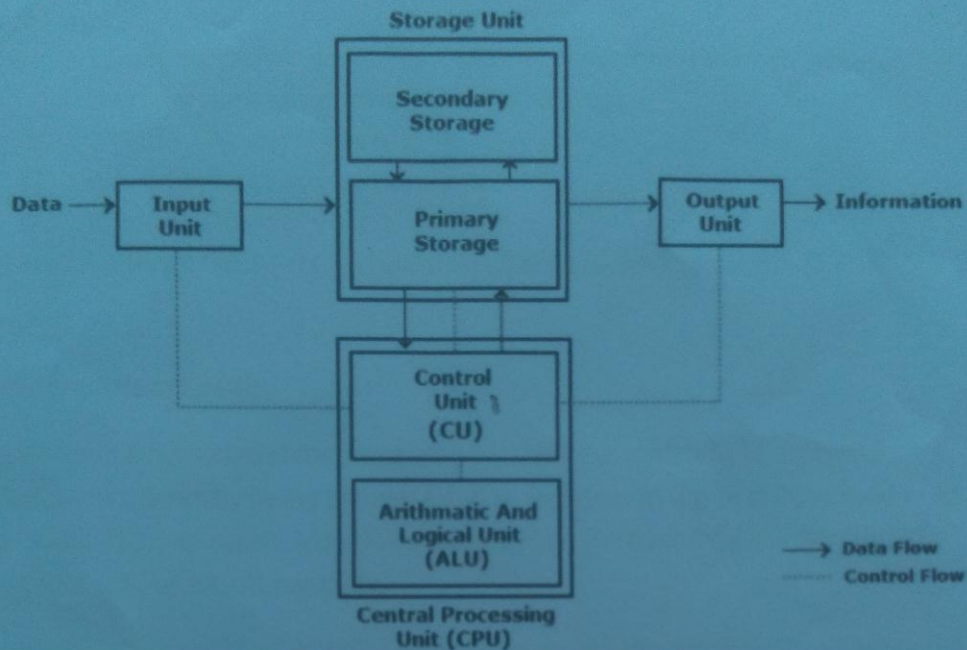 Storage Unit
Secondary
Storage
Data
Input
Unit
Primary
Storage
Output
Unit
Information
Control
Unit
(CU)
Arithmatic And
Logical Unit
(ALU)
Data Flow
Control Flow
Central Processing
Unit (CPU)